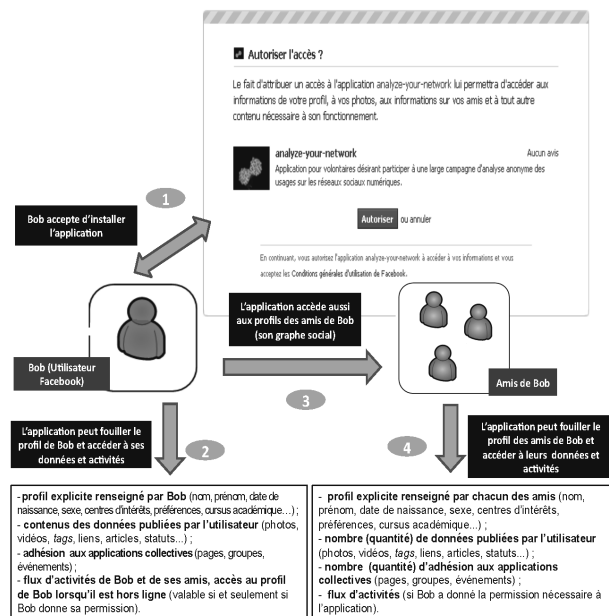 Autoriser l'accès ?
Le fait d'attribuer un accès à l'application analyze-your-network lui permettra d'accéder aux
informations de votre profil, à vos photos, aux informations sur vos amis et à tout autre
contenu nécessaire à son fonctionnement.
analyze-your-network
Aucun avis
Application pour volontaires désirant participer à une large campagne d'analyse anonyme des
usages sur les réseaux sociaux numériques.
Autoriser ou annuler
En continuant, vous autorisez l'application analyze-your-network à accéder à vos informations et vous
acceptez les Conditions générales d'utilisation de Facebook.
1
Bob accepte d'installer
l'application
Bob (Utilisateur
Facebook)
L'application accède aussi
aux profils des amis de Bob
(son graphe social)
3
Amis de Bob
L'application peut fouiller le
profil de Bob et accéder à ses
données et activités
2
4
L'application peut fouiller le
profil des amis de Bob et
accéder à leurs données et
activités
- profil explicite renseigné par Bob (nom, prénom, date de
naissance, sexe, centres d'intérêts, préférences, cursus académique…) ;
- contenus des données publiées par l'utilisateur (photos,
vidéos, tags, liens, articles, statuts...) ;
- adhésion aux applications collectives (pages, groupes,
événements) ;
- flux d'activités de Bob et de ses amis, accès au profil
de Bob lorsqu'il est hors ligne (valable si et seulement si
Bob donne sa permission).
- profil explicite renseigné par chacun des amis (nom,
prénom, date de naissance, sexe, centres d'intérêts,
préférences, cursus académique...) ;
- nombre (quantité) de données publiées par l'utilisateur
(photos, vidéos, tags, liens, articles, statuts...) ;
- nombre (quantité) d'adhésion aux applications
collectives (pages, groupes, événements) ;
- flux d'activités (si Bob a donné la permission nécessaire à
l'application).